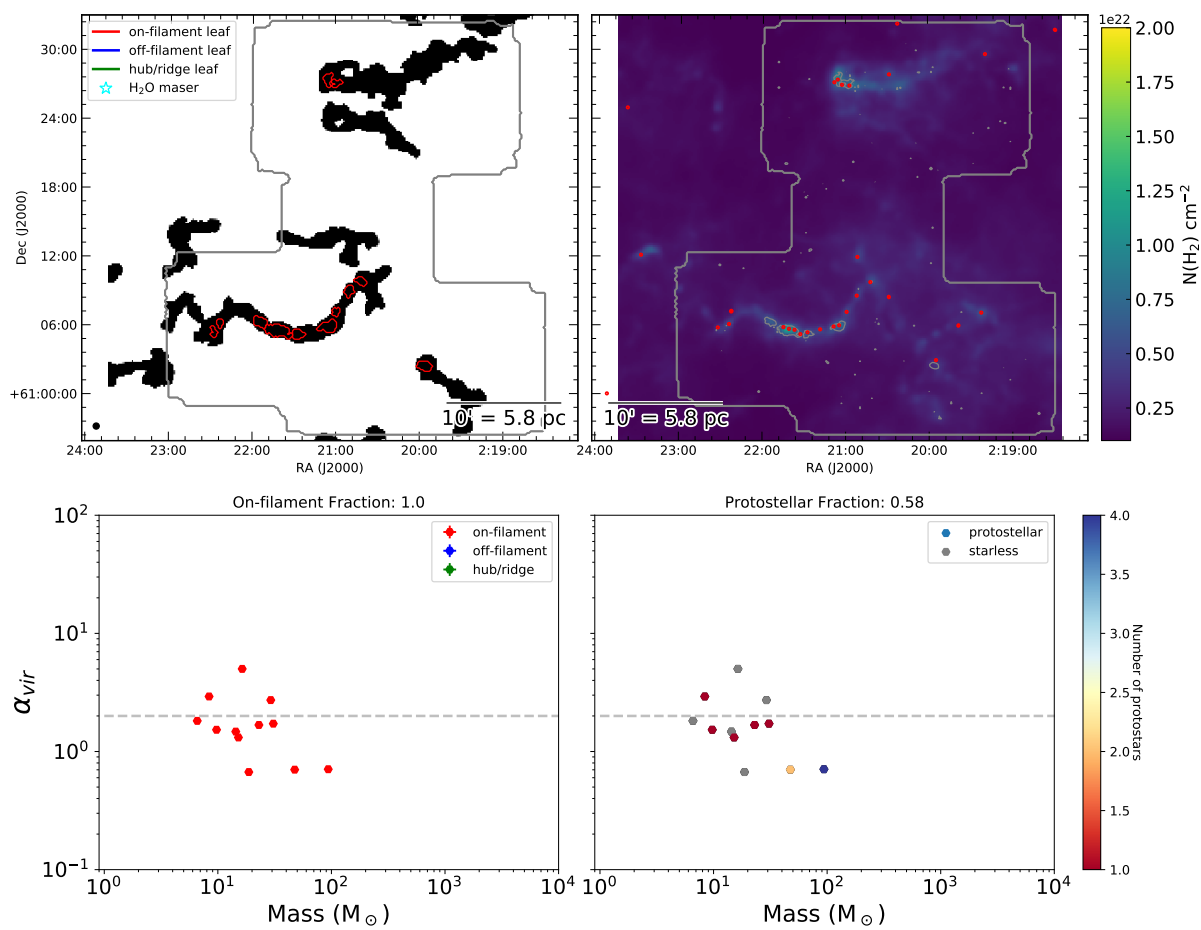 on-filament leaf
off-filament leaf
hub/ridge leaf
H₂O maser
30:00
24:00
18:00
12:00
06:00
+61:00:00
Dec (J2000)
10' = 5.8 pc
24:00 23:00 22:00 21:00 20:00 2:19:00
RA (J2000)
10' = 5.8 pc
24:00 23:00 22:00 21:00 20:00 2:19:00
RA (J2000)
1e22
2.00
1.75
1.50
1.25
1.00
0.75
0.50
0.25
N(H₂) cm⁻²
On-filament Fraction: 1.0
on-filament
off-filament
hub/ridge
10²
10¹
10⁰
10⁻¹
α_vir
10⁰ 10¹ 10² 10³ 10⁴
Mass (M⊙)
Protostellar Fraction: 0.58
protostellar
starless
10⁰ 10¹ 10² 10³ 10⁴
Mass (M⊙)
4.0
3.5
4.0
3.0
2.5
2.0
1.5
1.0
Number of protostars